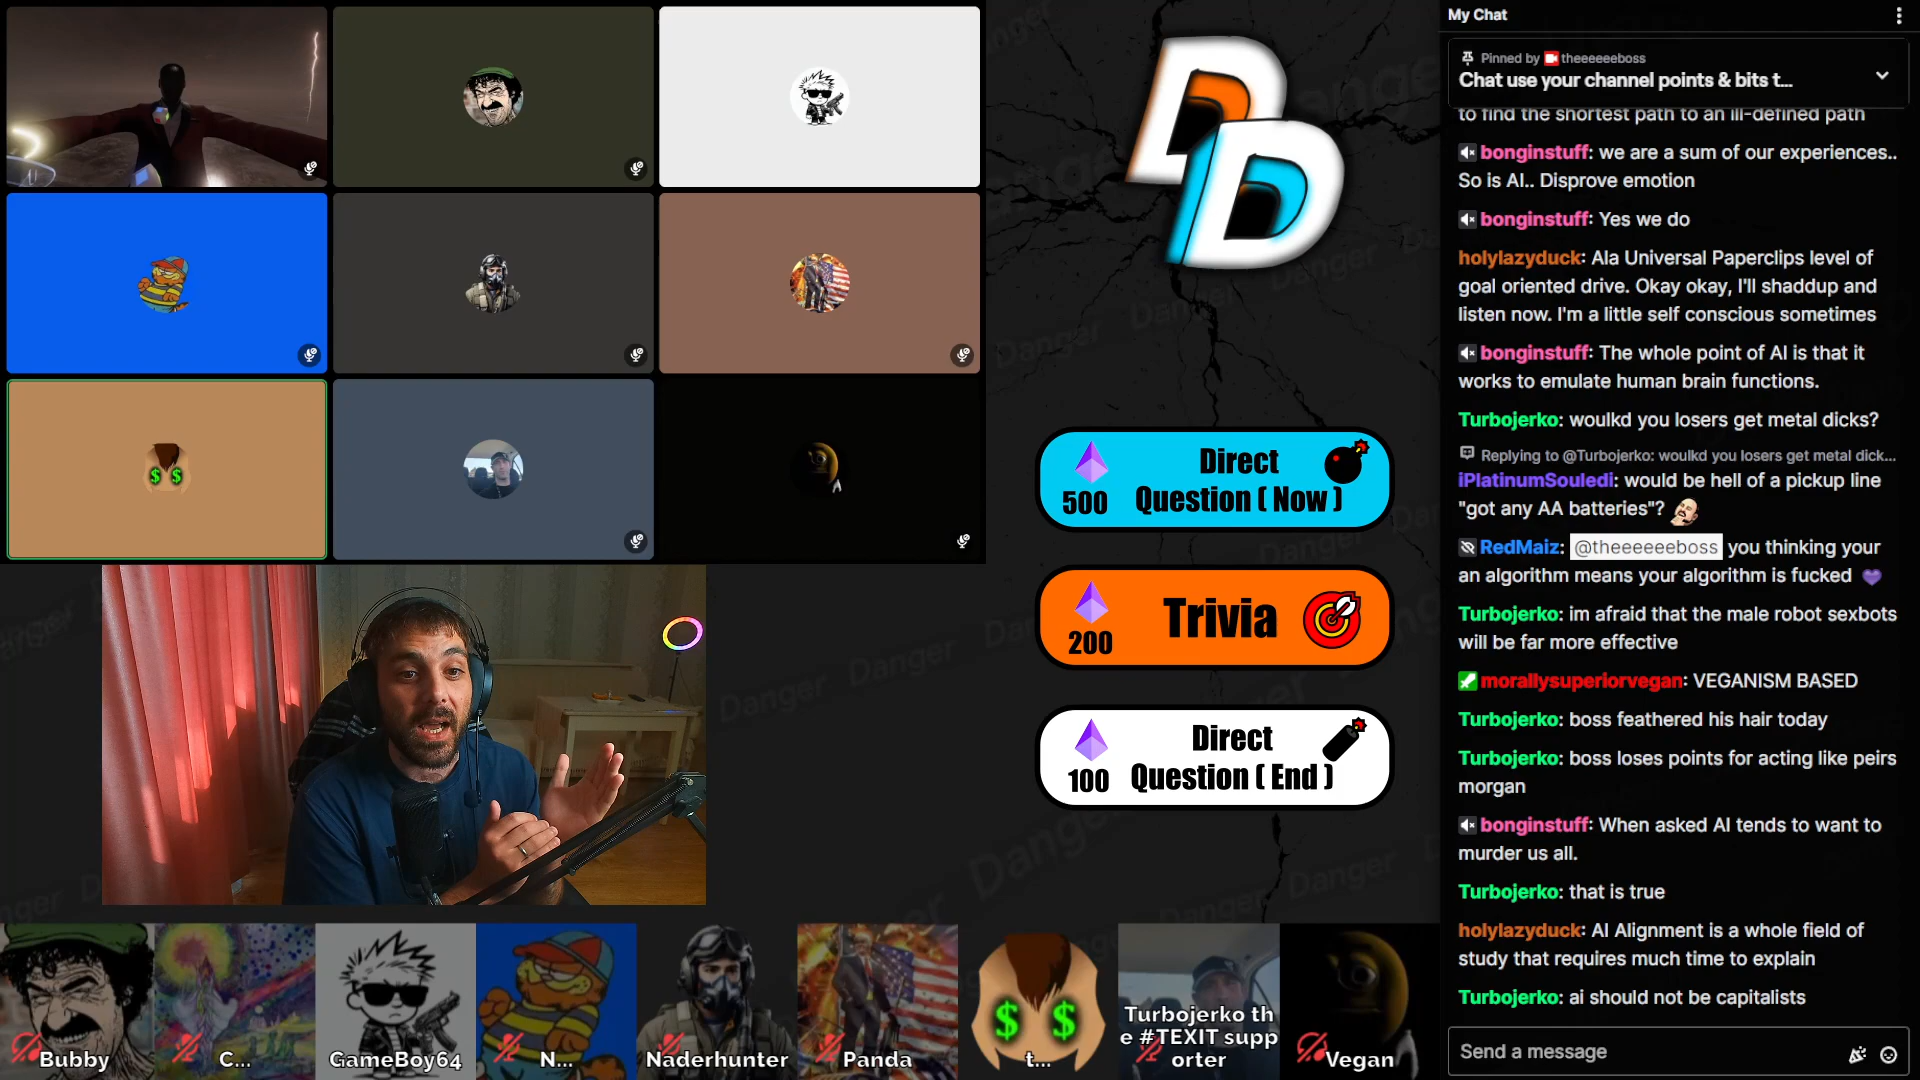 DD
500
Direct
Question ( Now )
200
Trivia
100
Direct
Question ( End )
$ $
Danger
Danger
Danger
Danger
Danger
Danger
Danger
Bubby
C...
GameBoy64
N...
Naderhunter
Panda
$ $
t...
Turbojerko th
e #TEXIT supp
orter
Vegan
My Chat
Pinned by theeeeeeboss
Chat use your channel points & bits t...
to find the shortest path to an ill-defined path
bonginstuff: we are a sum of our experiences..
So is AI.. Disprove emotion
bonginstuff: Yes we do
holylazyduck: Ala Universal Paperclips level of
goal oriented drive. Okay okay, I'll shaddup and
listen now. I'm a little self conscious sometimes
bonginstuff: The whole point of AI is that it
works to emulate human brain functions.
Turbojerko: woulkd you losers get metal dicks?
Replying to @Turbojerko: woulkd you losers get metal dick...
iPlatinumSouledi: would be hell of a pickup line
"got any AA batteries"?
RedMaiz: @theeeeeeboss you thinking your
an algorithm means your algorithm is fucked
Turbojerko: im afraid that the male robot sexbots
will be far more effective
morallysuperiorvegan: VEGANISM BASED
Turbojerko: boss feathered his hair today
Turbojerko: boss loses points for acting like peirs
morgan
bonginstuff: When asked AI tends to want to
murder us all.
Turbojerko: that is true
holylazyduck: AI Alignment is a whole field of
study that requires much time to explain
Turbojerko: ai should not be capitalists
Send a message